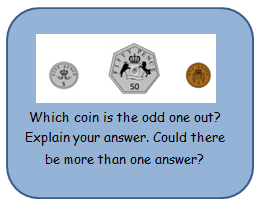 FIVE PENCE
5
FIFTY PENCE
50
Which coin is the odd one out?
Explain your answer. Could there
be more than one answer?